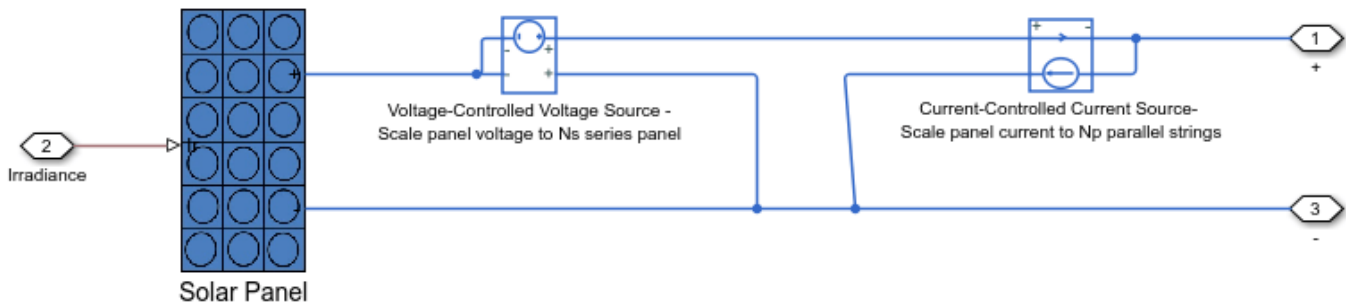 +
-
1
+
+
-
-
+
+
Voltage-Controlled Voltage Source -
Scale panel voltage to Ns series panel
Current-Controlled Current Source-
Scale panel current to Np parallel strings
2
Ir
Irradiance
-
3
-
Solar Panel